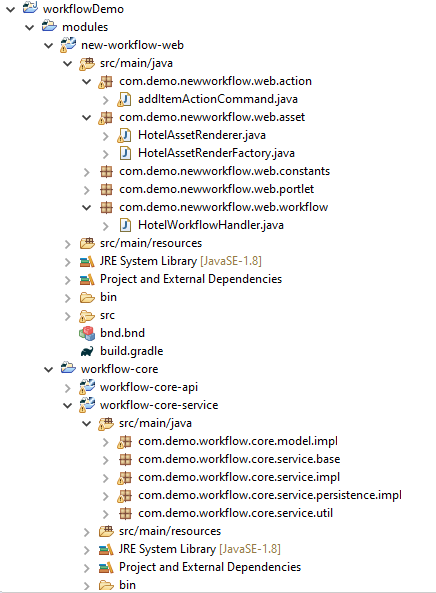 workflowDemo
modules
new-workflow-web
src/main/java
com.demo.newworkflow.web.action
addItemActionCommand.java
com.demo.newworkflow.web.asset
HotelAssetRenderer.java
HotelAssetRenderFactory.java
com.demo.newworkflow.web.constants
com.demo.newworkflow.web.portlet
com.demo.newworkflow.web.workflow
HotelWorkflowHandler.java
src/main/resources
JRE System Library [JavaSE-1.8]
Project and External Dependencies
bin
src
bnd.bnd
build.gradle
workflow-core
workflow-core-api
workflow-core-service
src/main/java
com.demo.workflow.core.model.impl
com.demo.workflow.core.service.base
com.demo.workflow.core.service.impl
com.demo.workflow.core.service.persistence.impl
com.demo.workflow.core.service.util
src/main/resources
JRE System Library [JavaSE-1.8]
Project and External Dependencies
bin